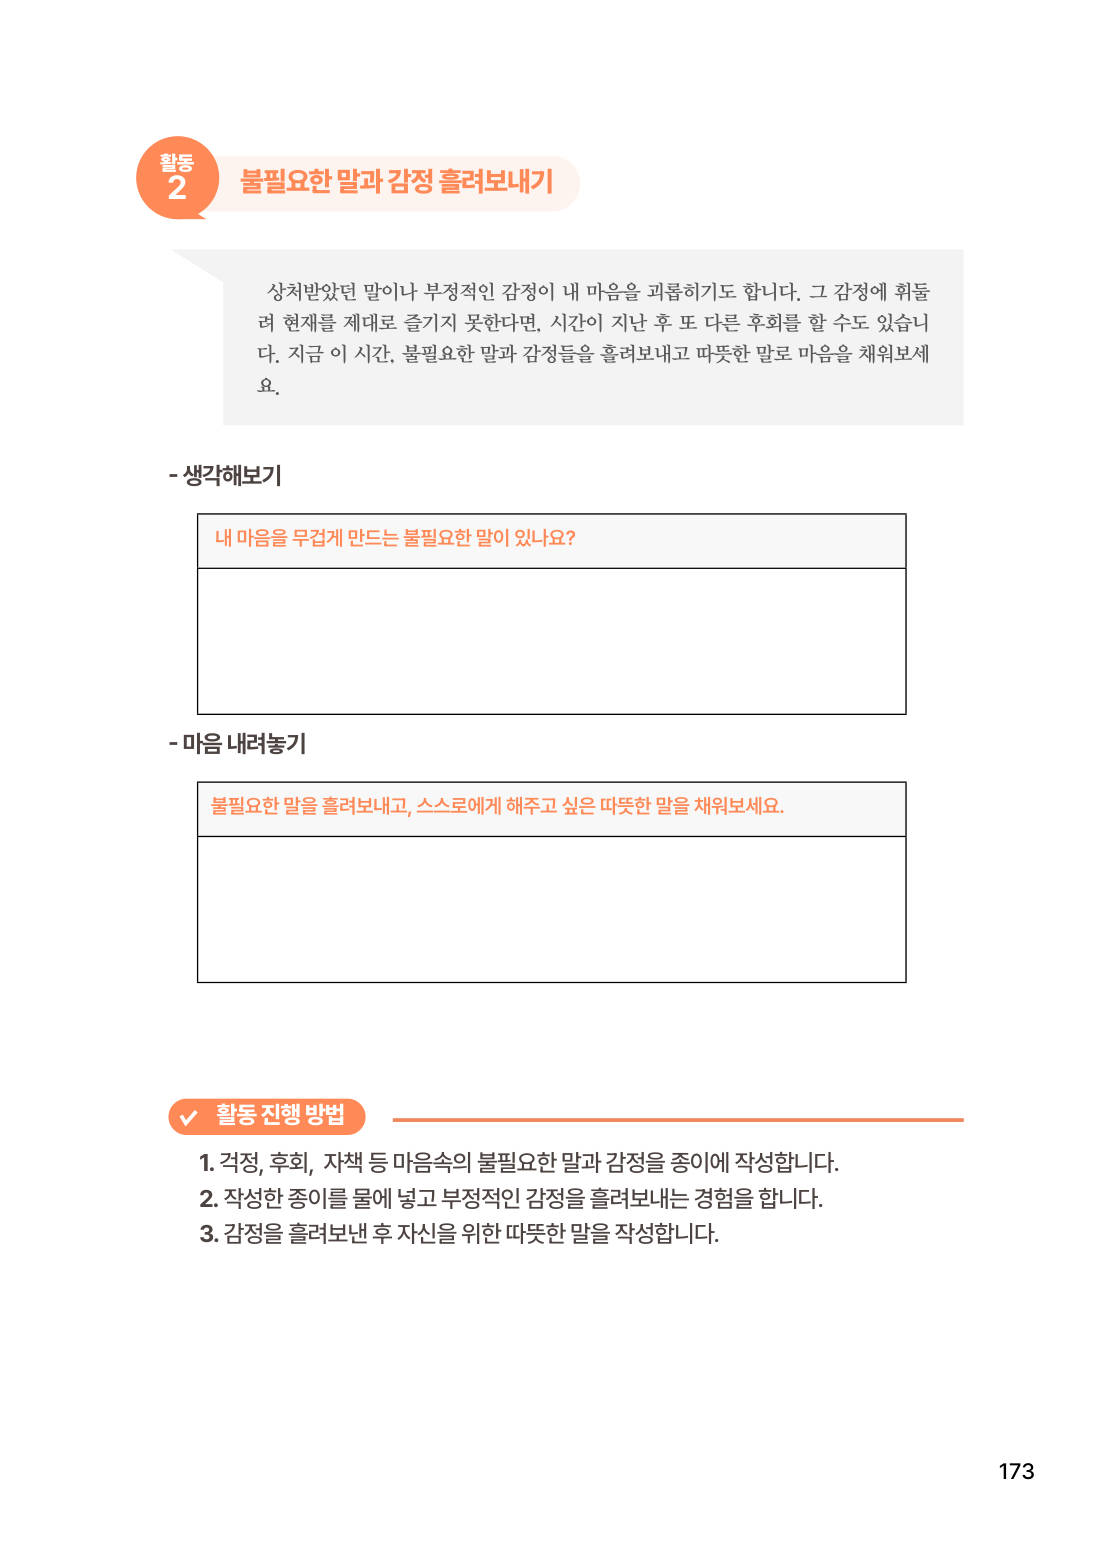 활동
2
불필요한 말과 감정 흘려보내기
상처받았던 말이나 부정적인 감정이 내 마음을 괴롭히기도 합니다. 그 감정에 휘둘
려 현재를 제대로 즐기지 못한다면, 시간이 지난 후 또 다른 후회를 할 수도 있습니
다. 지금 이 시간, 불필요한 말과 감정들을 흘려보내고 따뜻한 말로 마음을 채워보세
요.
- 생각해보기
내 마음을 무겁게 만드는 불필요한 말이 있나요?
- 마음 내려놓기
불필요한 말을 흘려보내고, 스스로에게 해주고 싶은 따뜻한 말을 채워보세요.
활동 진행 방법
1. 걱정, 후회,  자책 등 마음속의 불필요한 말과 감정을 종이에 작성합니다.
2. 작성한 종이를 물에 넣고 부정적인 감정을 흘려보내는 경험을 합니다.
3. 감정을 흘려보낸 후 자신을 위한 따뜻한 말을 작성합니다.
173